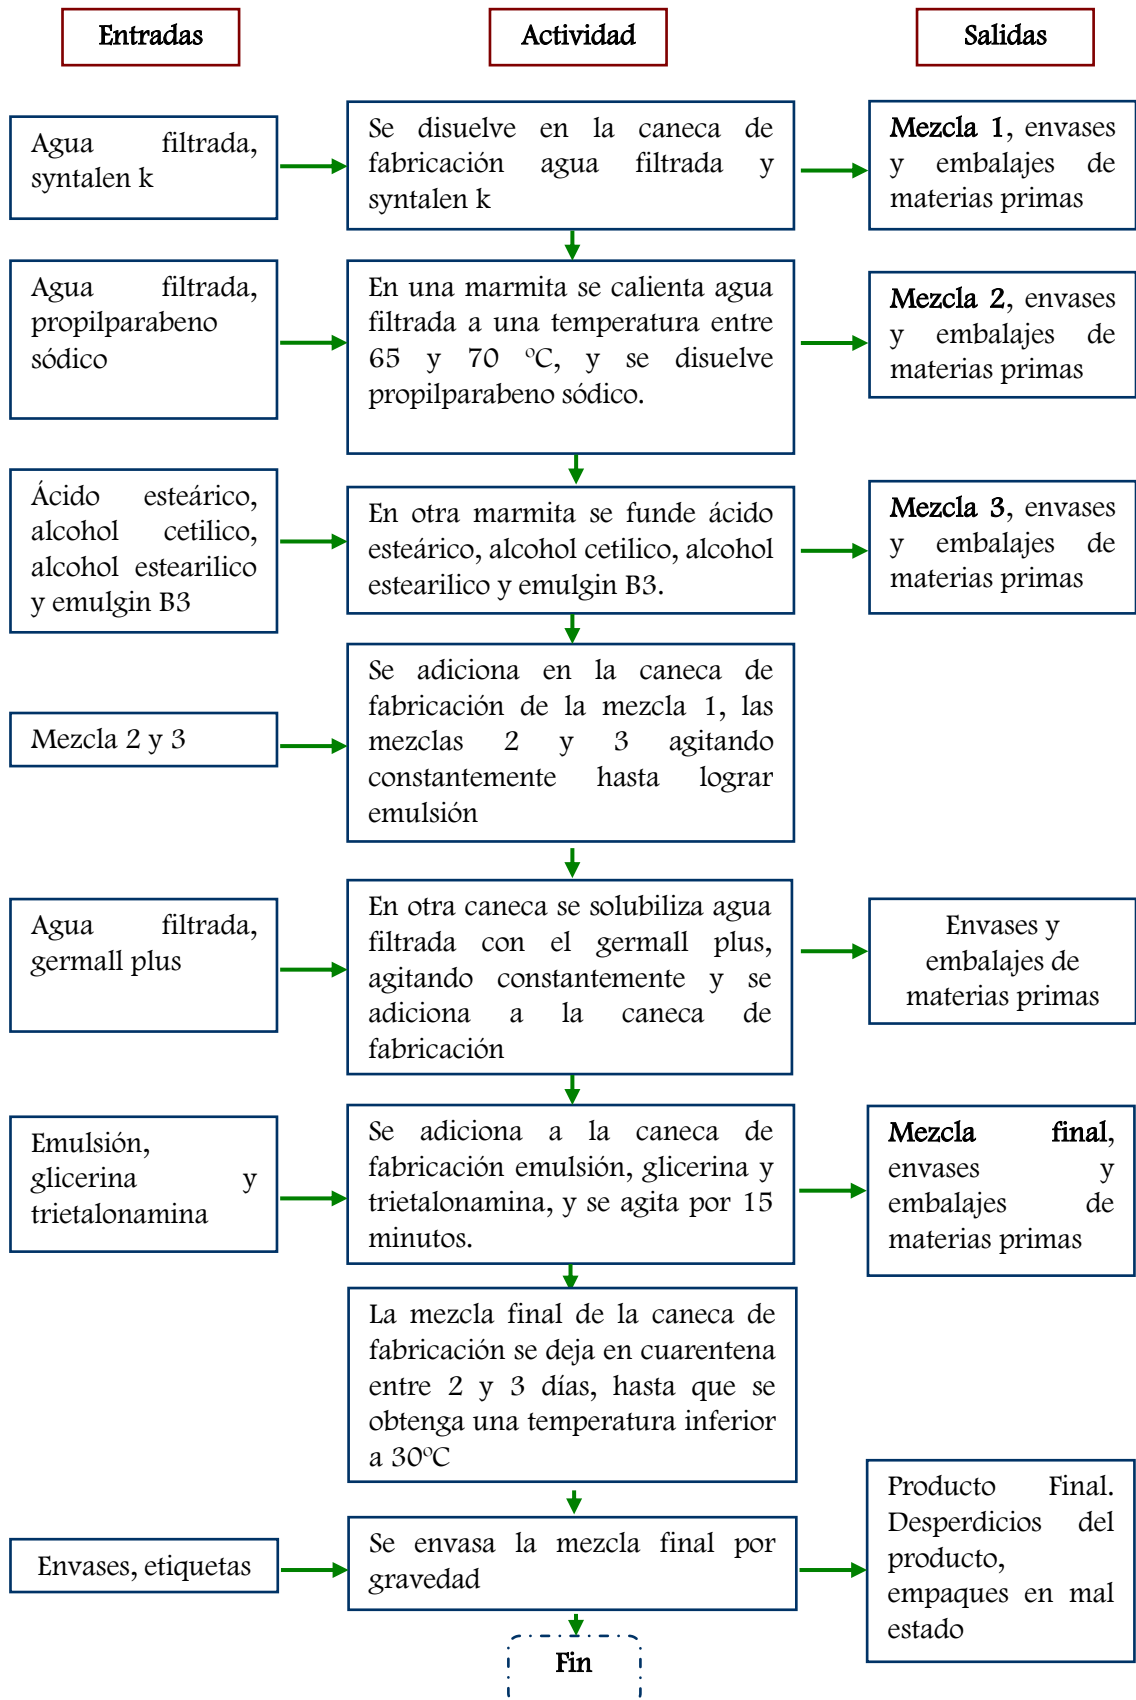 Entradas
Actividad
Salidas
Agua filtrada,
syntalen k
Se disuelve en la caneca de
fabricación agua filtrada y
syntalen k
Mezcla 1, envases
y embalajes de
materias primas
Agua filtrada,
propilparabeno
sódico
En una marmita se calienta agua
filtrada a una temperatura entre
65 y 70 ºC, y se disuelve
propilparabeno sódico.
Mezcla 2, envases
y embalajes de
materias primas
Ácido esteárico,
alcohol cetilico,
alcohol estearilico
y emulgin B3
En otra marmita se funde ácido
esteárico, alcohol cetilico, alcohol
estearilico y emulgin B3.
Mezcla 3, envases
y embalajes de
materias primas
Mezcla 2 y 3
Se adiciona en la caneca de
fabricación de la mezcla 1, las
mezclas 2 y 3 agitando
constantemente hasta lograr
emulsión
Agua filtrada,
germall plus
En otra caneca se solubiliza agua
filtrada con el germall plus,
agitando constantemente y se
adiciona a la caneca de
fabricación
Envases y
embalajes de
materias primas
Emulsión,
glicerina y
trietalonamina
Se adiciona a la caneca de
fabricación emulsión, glicerina y
trietalonamina, y se agita por 15
minutos.
Mezcla final,
envases y
embalajes de
materias primas
La mezcla final de la caneca de
fabricación se deja en cuarentena
entre 2 y 3 días, hasta que se
obtenga una temperatura inferior
a 30ºC
Envases, etiquetas
Se envasa la mezcla final por
gravedad
Producto Final.
Desperdicios del
producto,
empaques en mal
estado
Fin